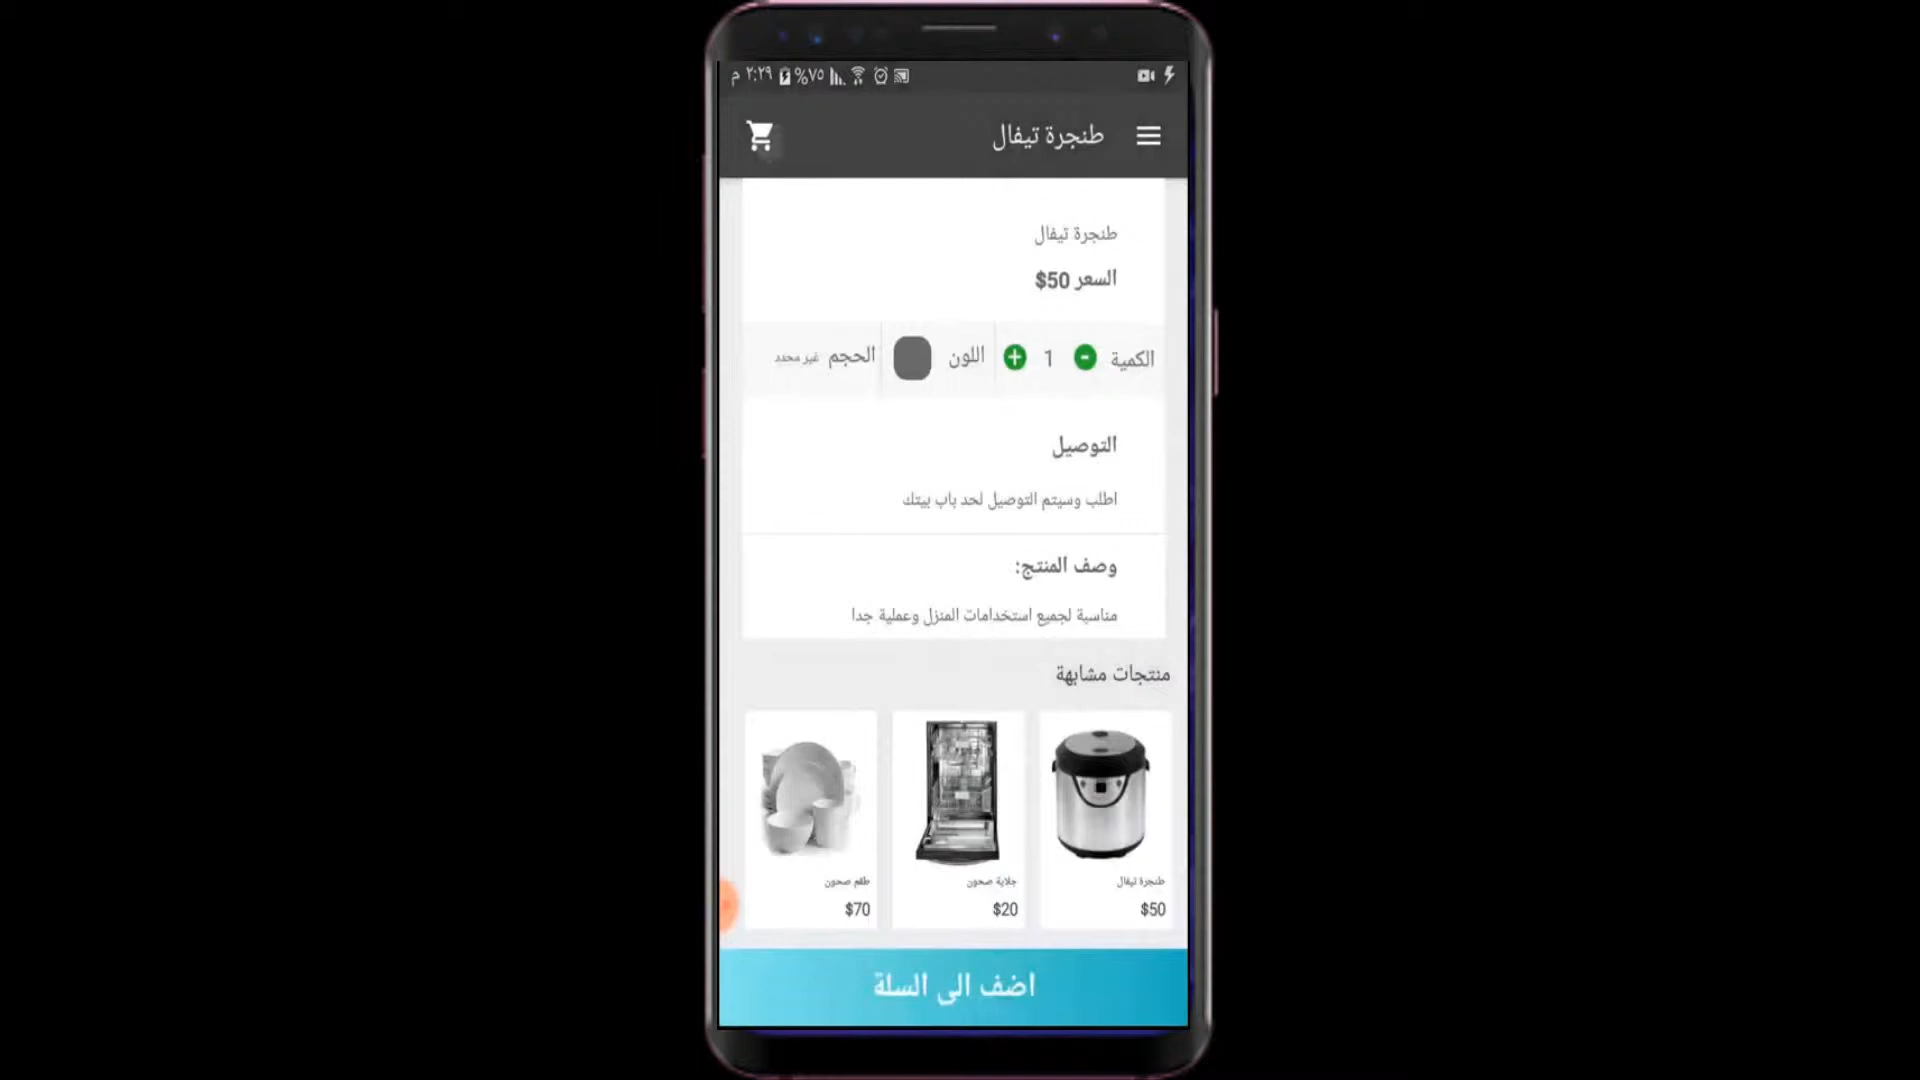 م ٢:٢٩ %٧٥
طنجرة تيفال
طنجرة تيفال
السعر 50$
الكمية - 1 + اللون الحجم غير محدد
التوصيل
اطلب وسيتم التوصيل لحد باب بيتك
وصف المنتج:
مناسبة لجميع استخدامات المنزل وعملية جدا
منتجات مشابهة
طنجرة تيفال
$50
جلاية صحون
$20
طقم صحون
$70
اضف الى السلة